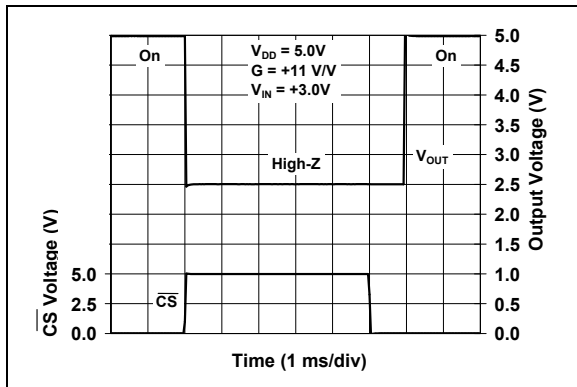 On
V_DD = 5.0V
G = +11 V/V
V_IN = +3.0V
On
High-Z
V_OUT
CS
CS Voltage (V)
5.0
2.5
0.0
5.0
4.5
4.0
3.5
3.0
2.5
2.0
1.5
1.0
0.5
0.0
Output Voltage (V)
Time (1 ms/div)